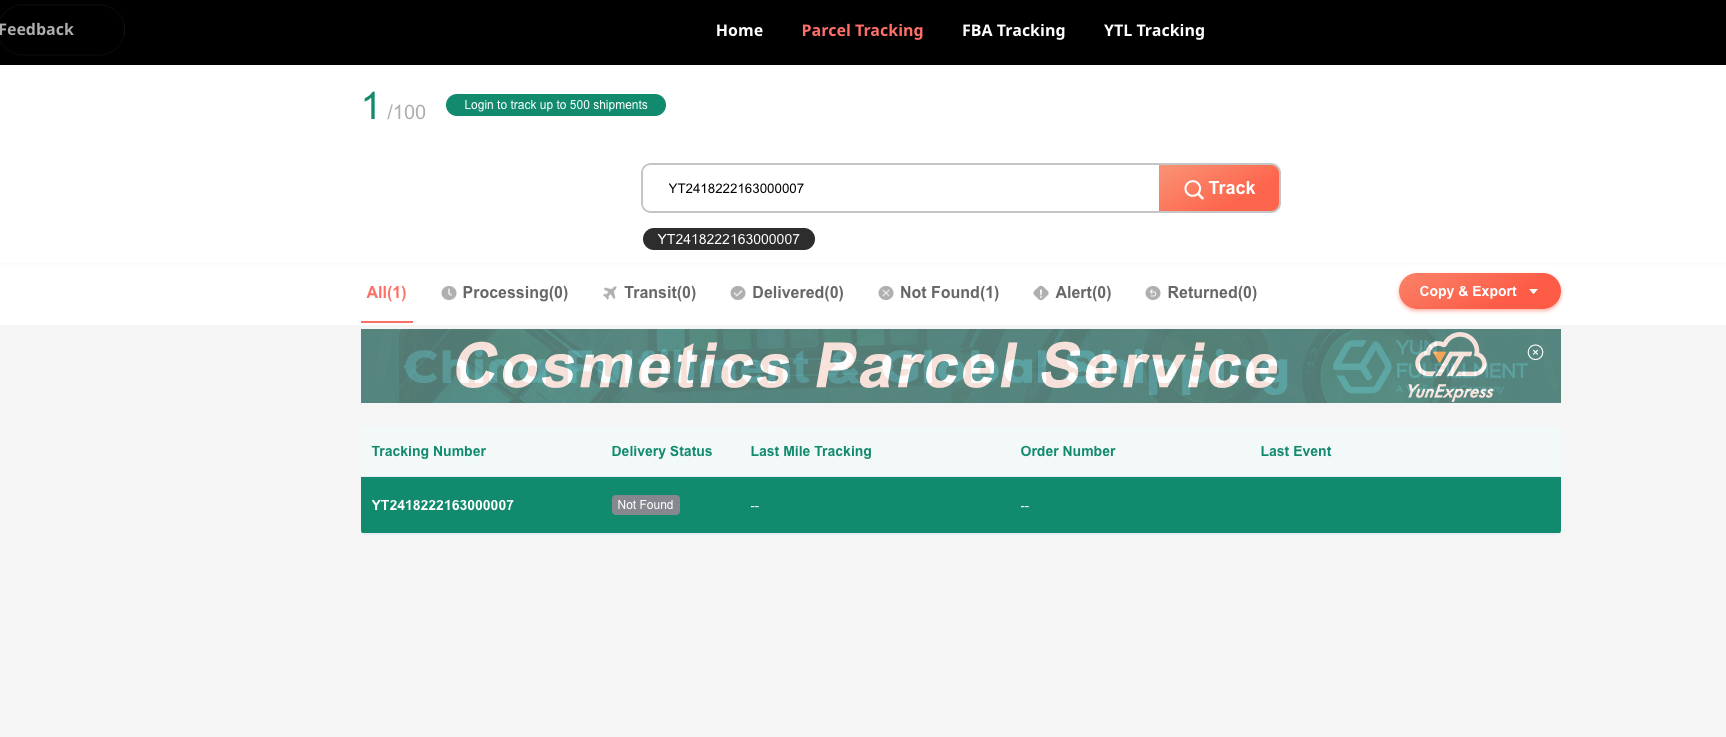 Feedback
Home Parcel Tracking FBA Tracking YTL Tracking
1 /100 Login to track up to 500 shipments
YT2418222163000007 Track
YT2418222163000007
All(1) Processing(0) Transit(0) Delivered(0) Not Found(1) Alert(0) Returned(0) Copy & Export
Cosmetics Parcel Service
YunExpress
Tracking Number Delivery Status Last Mile Tracking Order Number Last Event
YT2418222163000007 Not Found -- --